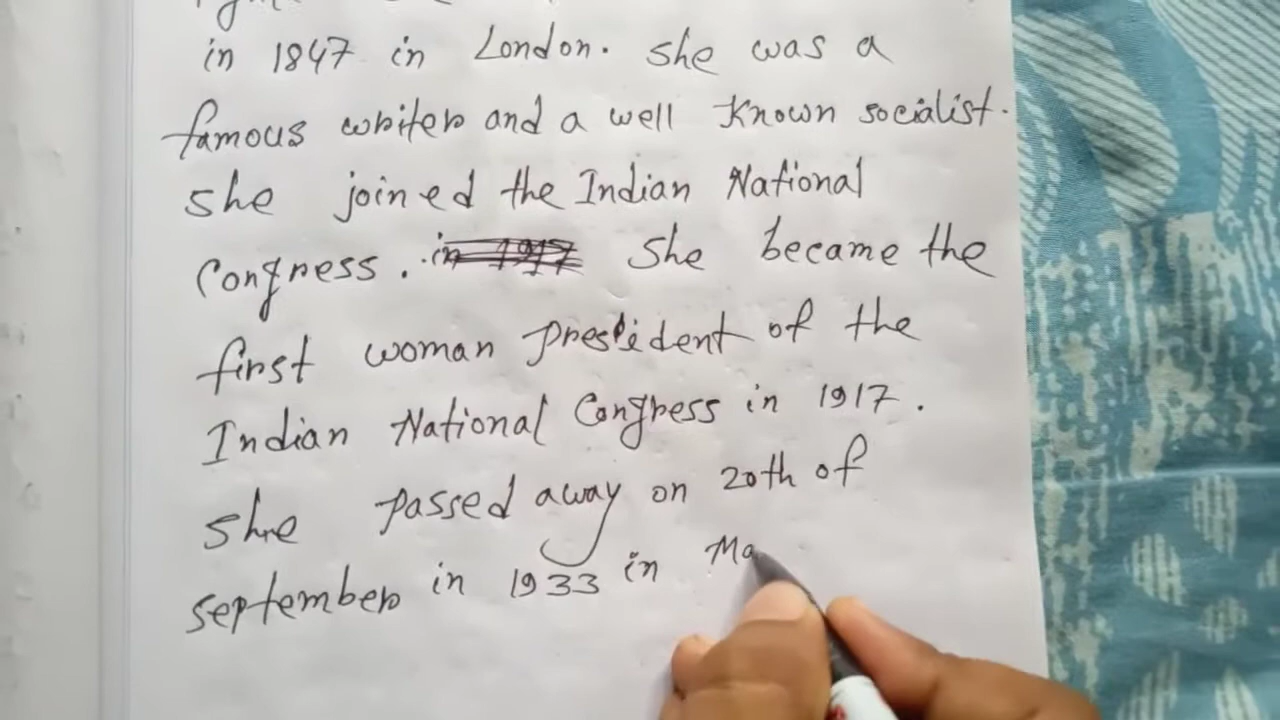 in 1847 in London. she was a
famous writer and a well known socialist.
she joined the Indian National
Congress. in 1917 She became the
first woman president of the
Indian National Congress in 1917.
she passed away on 20th of
september in 1933 in Ma